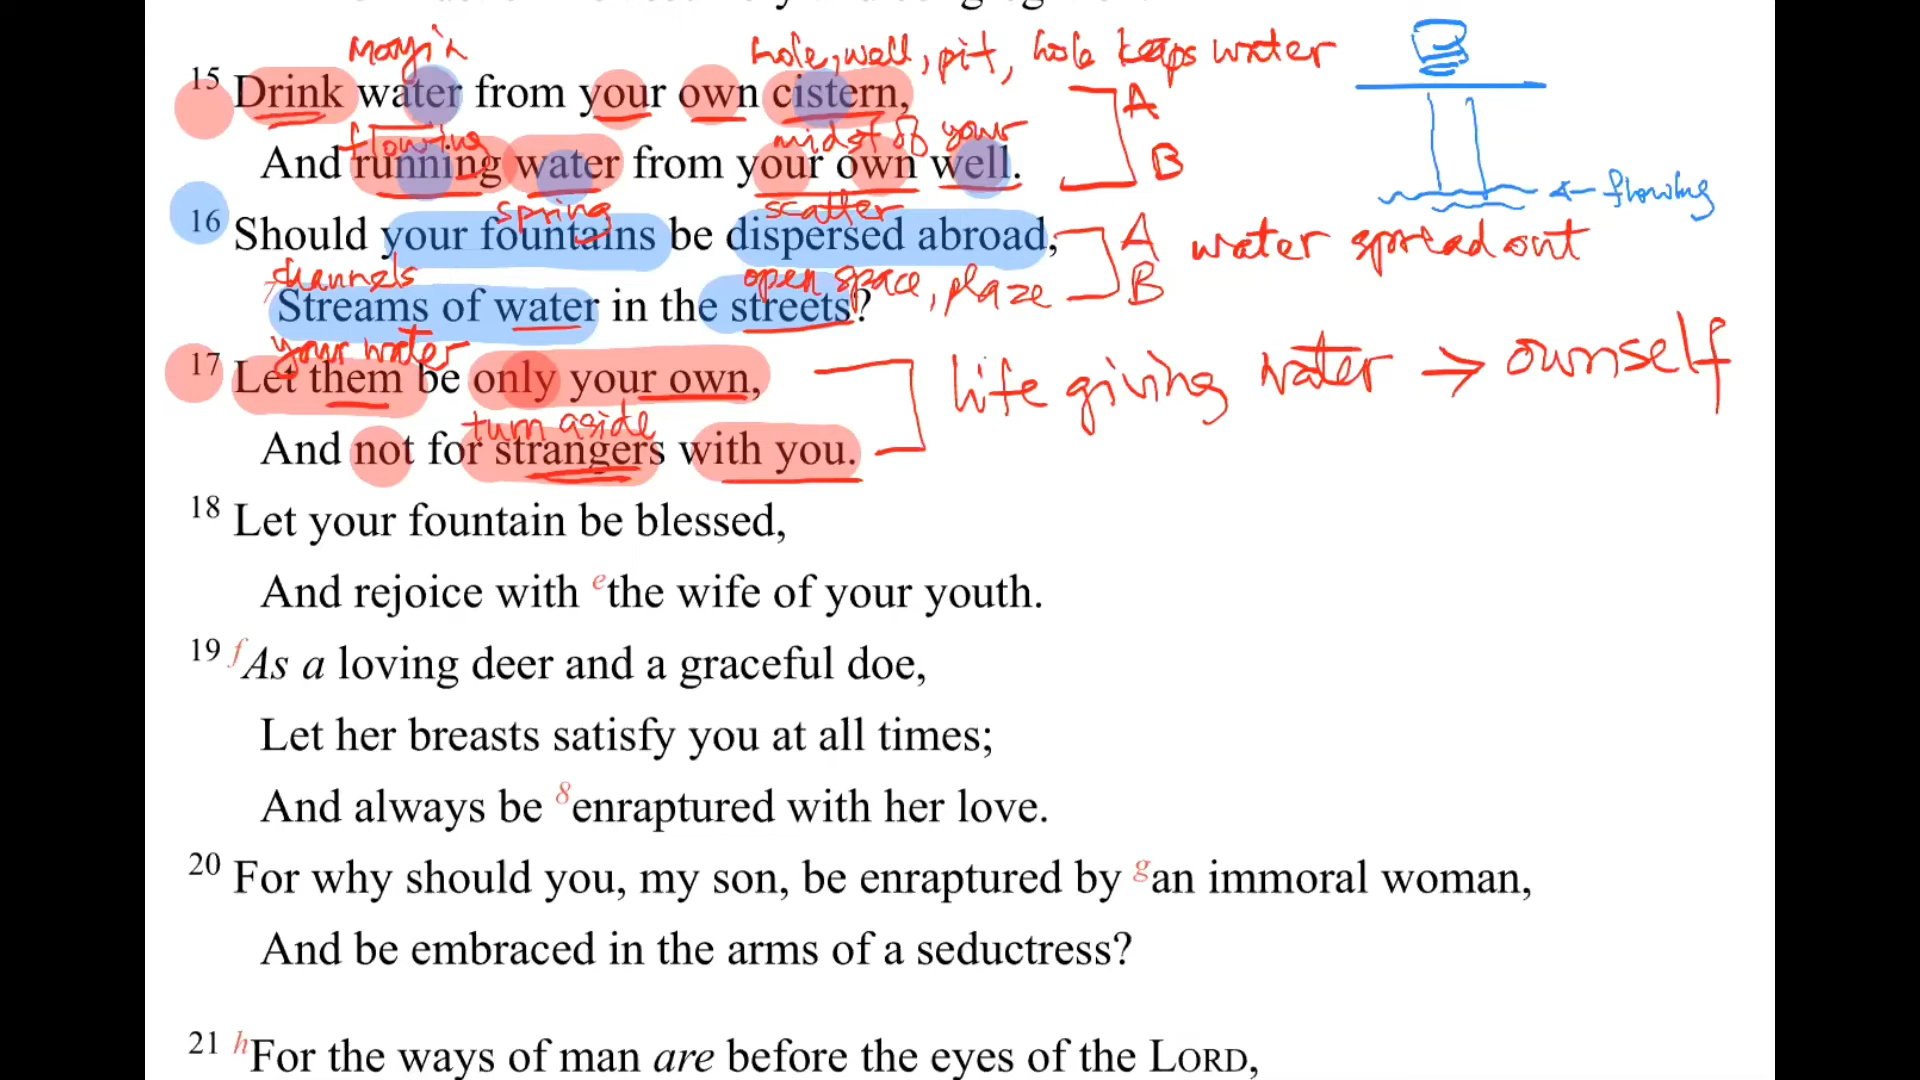 mayim hole, well, pit, hole keeps water
15 Drink water from your own cistern, A
flowing midst of your
And running water from your own well. B
← flowing
spring scatter
16 Should your fountains be dispersed abroad, A water spread out
channels open space, plaze B
Streams of water in the streets?
your water
17 Let them be only your own, life giving water → ownself
turn aside
And not for strangers with you.
18 Let your fountain be blessed,
And rejoice with e the wife of your youth.
19 f As a loving deer and a graceful doe,
Let her breasts satisfy you at all times;
And always be 8 enraptured with her love.
20 For why should you, my son, be enraptured by g an immoral woman,
And be embraced in the arms of a seductress?
21 h For the ways of man are before the eyes of the LORD,